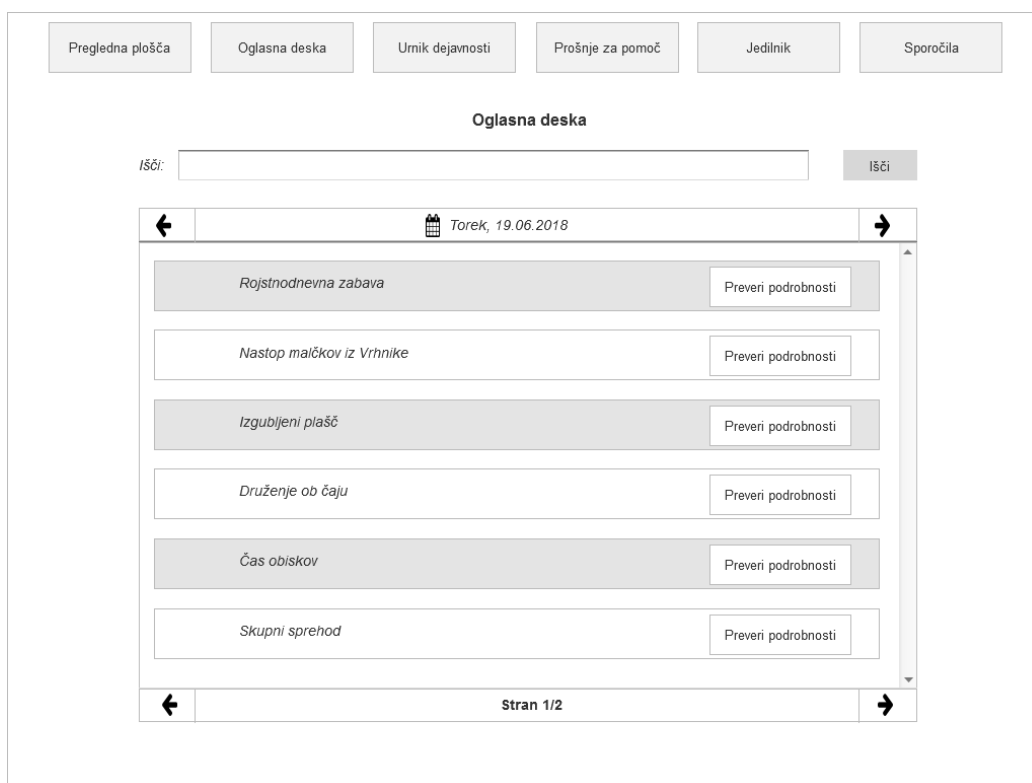 Pregledna plošča
Oglasna deska
Urnik dejavnosti
Prošnje za pomoč
Jedilnik
Sporočila
Oglasna deska
Išči:
Išči
Torek, 19.06.2018
Rojstnodnevna zabava
Preveri podrobnosti
Nastop malčkov iz Vrhnike
Preveri podrobnosti
Izgubljeni plašč
Preveri podrobnosti
Druženje ob čaju
Preveri podrobnosti
Čas obiskov
Preveri podrobnosti
Skupni sprehod
Preveri podrobnosti
Stran 1/2